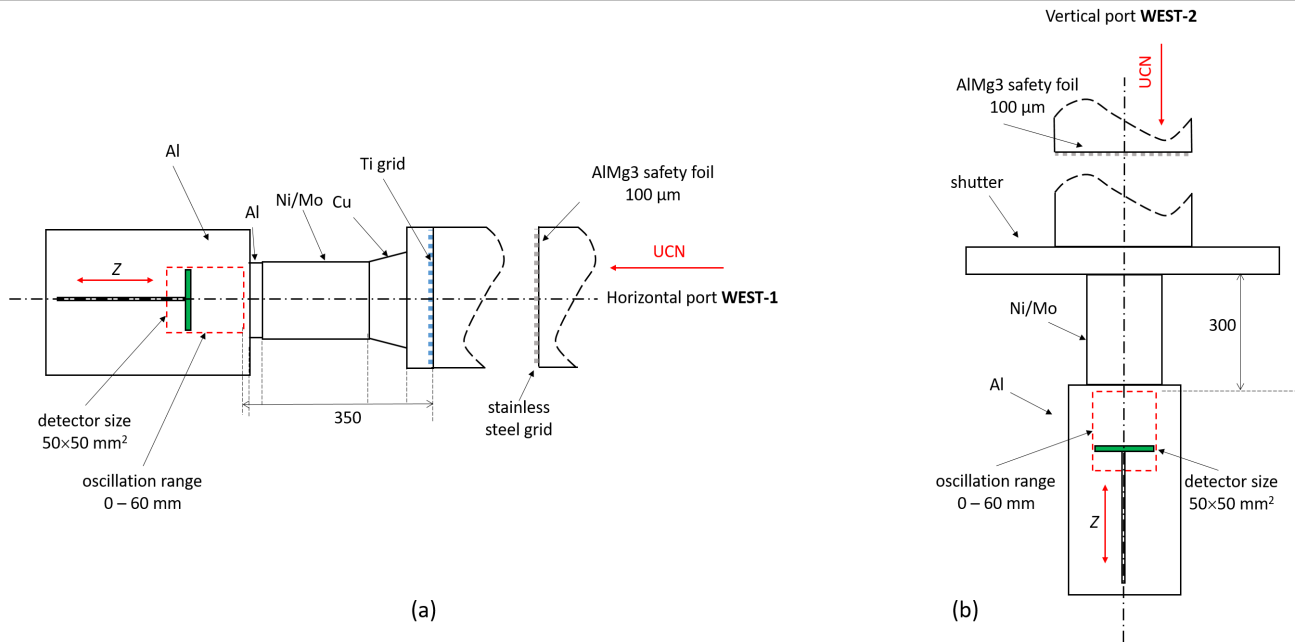 Al
Al
Ni/Mo
Cu
Ti grid
AlMg3 safety foil
100 µm
UCN
Horizontal port WEST-1
Z
detector size
50×50 mm²
oscillation range
0 – 60 mm
350
stainless
steel grid
(a)
Vertical port WEST-2
UCN
AlMg3 safety foil
100 µm
shutter
Ni/Mo
300
Al
oscillation range
0 – 60 mm
Z
detector size
50×50 mm²
(b)